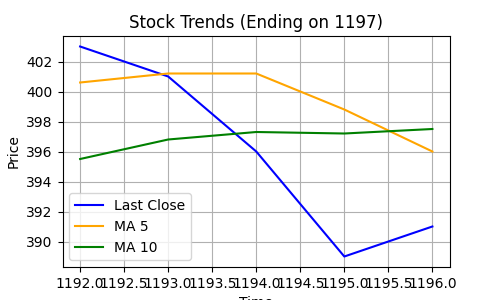 Stock Trends (Ending on 1197)
Price
402
400
398
396
394
392
390
Last Close
MA 5
MA 10
1192.0 1192.5 1193.0 1193.5 1194.0 1194.5 1195.0 1195.5 1196.0
Time